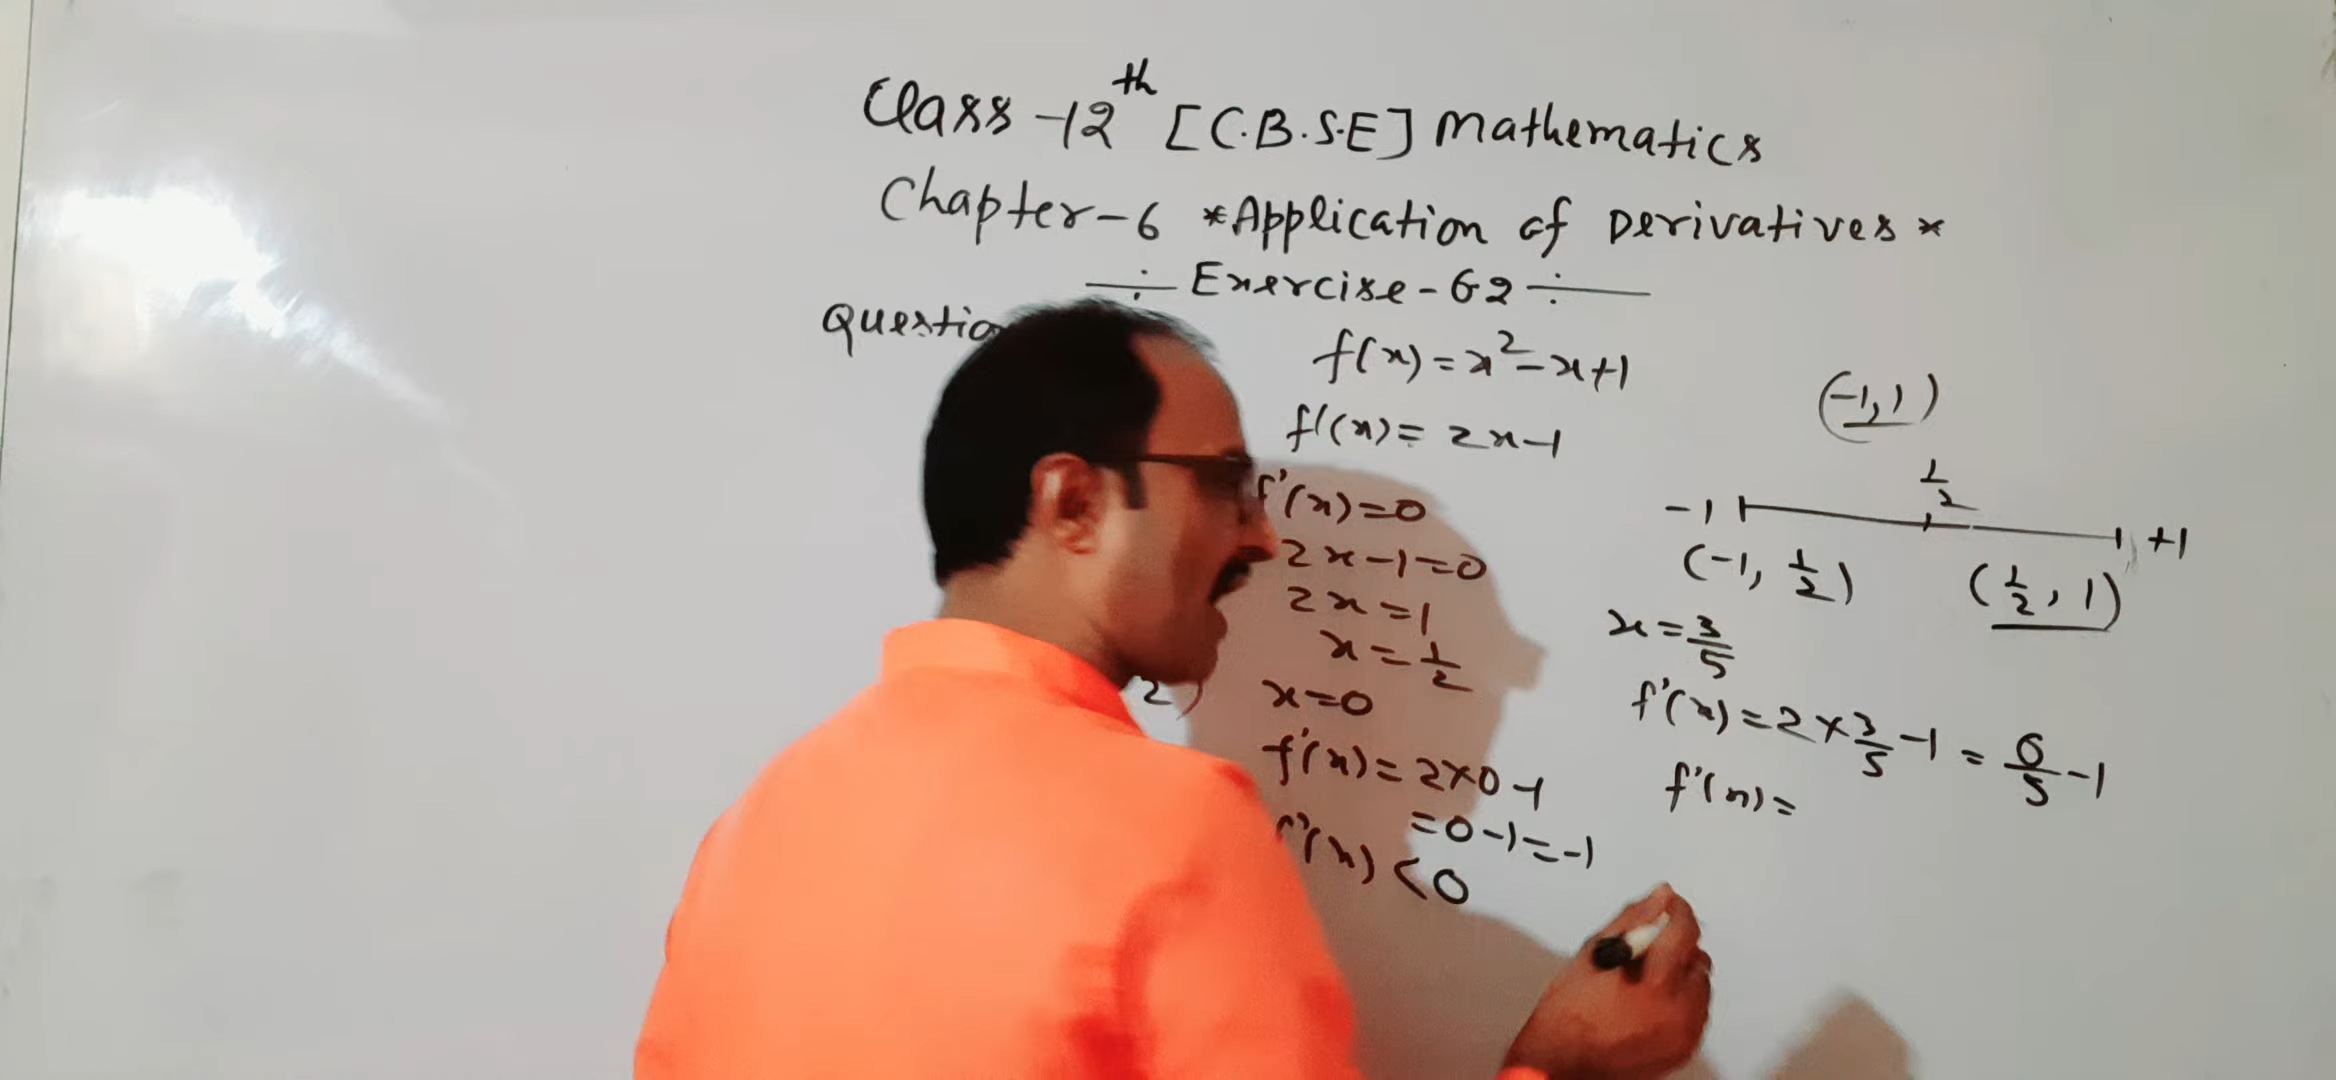 Class -12th [C.B.S.E] Mathematics
Chapter-6 *Application of Derivatives*
÷ Exercise-6.2 ÷
f(x)=x²-x+1
f'(x)= 2x-1
f'(x)=0
2x-1=0
2x=1
x=1/2
2) x=0
f'(x)=2×0-1
=0-1=-1
f'(x)<0
(-1,1)
1/2
-1 +1
(-1, 1/2) (1/2, 1)
x=3/5
f'(x)=2×3/5-1=6/5-1
f'(x)=